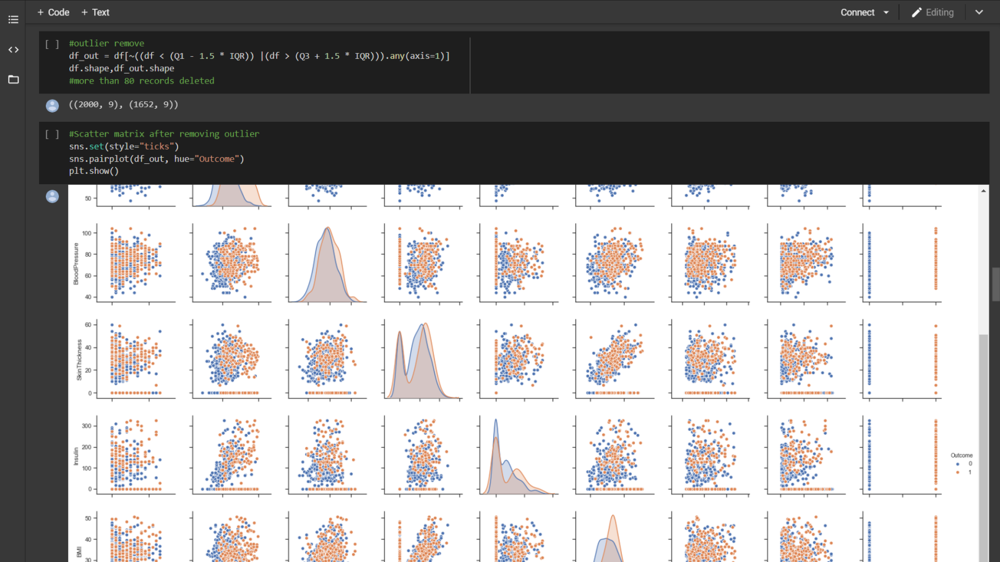 + Code + Text
Connect
Editing
[ ] #outlier remove
df_out = df[~((df < (Q1 - 1.5 * IQR)) |(df > (Q3 + 1.5 * IQR))).any(axis=1)]
df.shape,df_out.shape
#more than 80 records deleted
((2000, 9), (1652, 9))
[ ] #Scatter matrix after removing outlier
sns.set(style="ticks")
sns.pairplot(df_out, hue="Outcome")
plt.show()
50
100
80
60
40
BloodPressure
60
40
20
0
SkinThickness
300
200
100
0
Insulin
Outcome
0
1
50
40
30
BMI